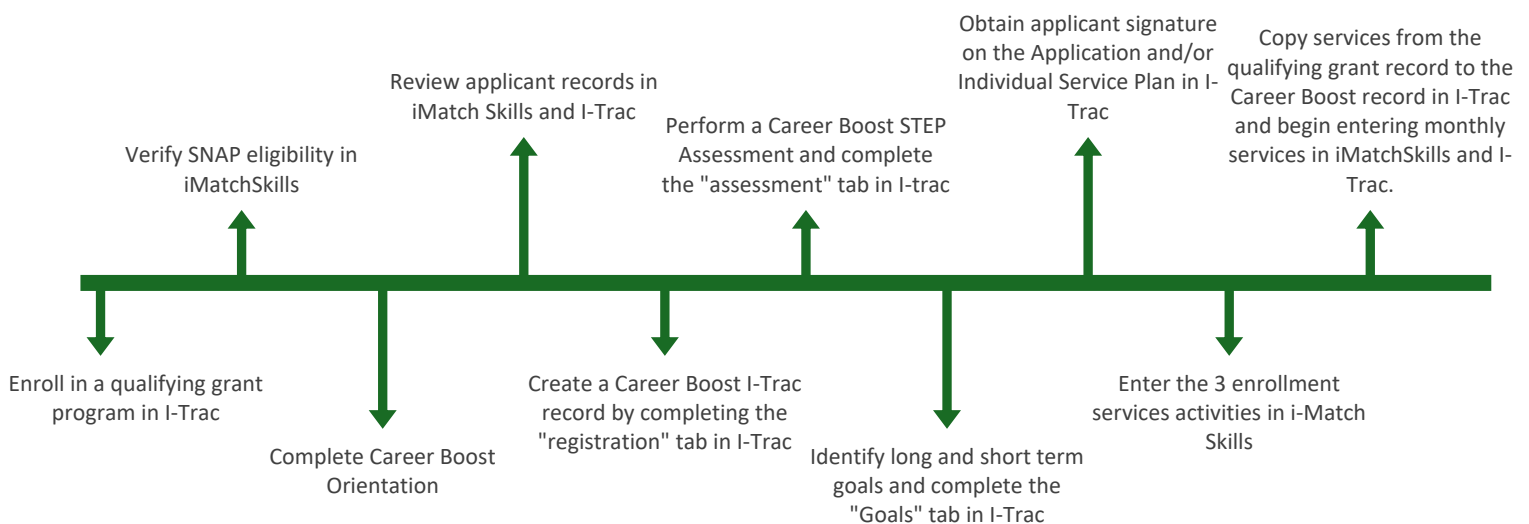 Enroll in a qualifying grant
program in I-Trac
Verify SNAP eligibility in
iMatchSkills
Complete Career Boost
Orientation
Review applicant records in
iMatch Skills and I-Trac
Create a Career Boost I-Trac
record by completing the
"registration" tab in I-Trac
Perform a Career Boost STEP
Assessment and complete
the "assessment" tab in I-trac
Identify long and short term
goals and complete the
"Goals" tab in I-Trac
Obtain applicant signature
on the Application and/or
Individual Service Plan in I-
Trac
Enter the 3 enrollment
services activities in i-Match
Skills
Copy services from the
qualifying grant record to the
Career Boost record in I-Trac
and begin entering monthly
services in iMatchSkills and I-
Trac.